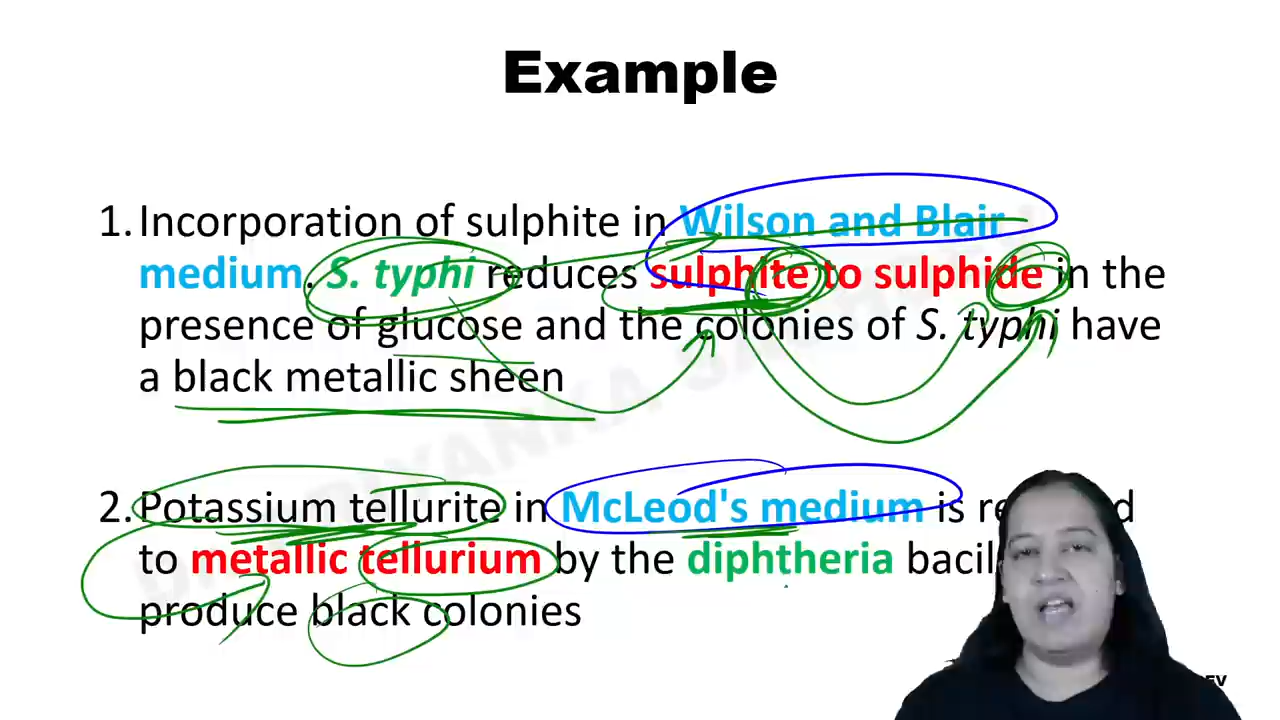 Example
1. Incorporation of sulphite in Wilson and Blair
medium. S. typhi reduces sulphite to sulphide in the
presence of glucose and the colonies of S. typhi have
a black metallic sheen
2. Potassium tellurite in McLeod's medium is
to metallic tellurium by the diphtheria
produce black colonies